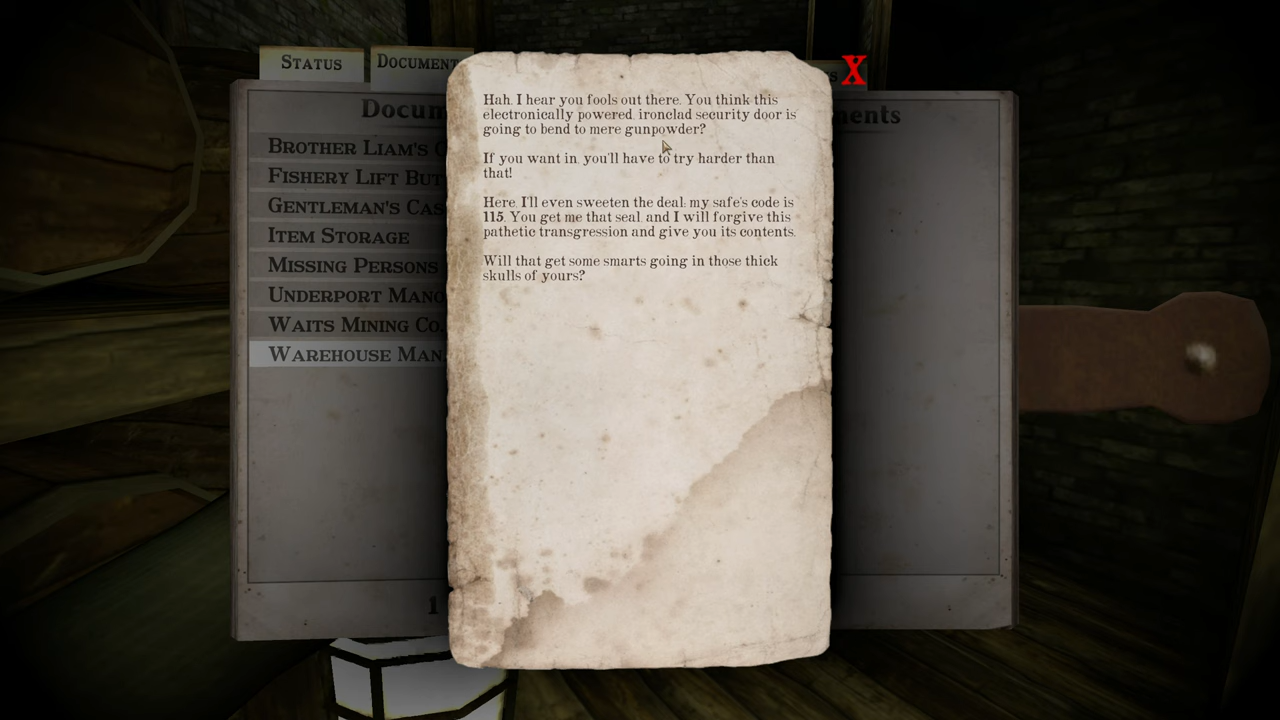 Status
Document
s
X
Docum
ments
Brother Liam's
Fishery Lift But
Gentleman's Cas
Item Storage
Missing Persons
Underport Mano
Waits Mining Co.
Warehouse Man
1
Hah. I hear you fools out there. You think this
electronically powered, ironclad security door is
going to bend to mere gunpowder?
If you want in, you'll have to try harder than
that!
Here, I'll even sweeten the deal: my safe's code is
115. You get me that seal, and I will forgive this
pathetic transgression and give you its contents.
Will that get some smarts going in those thick
skulls of yours?